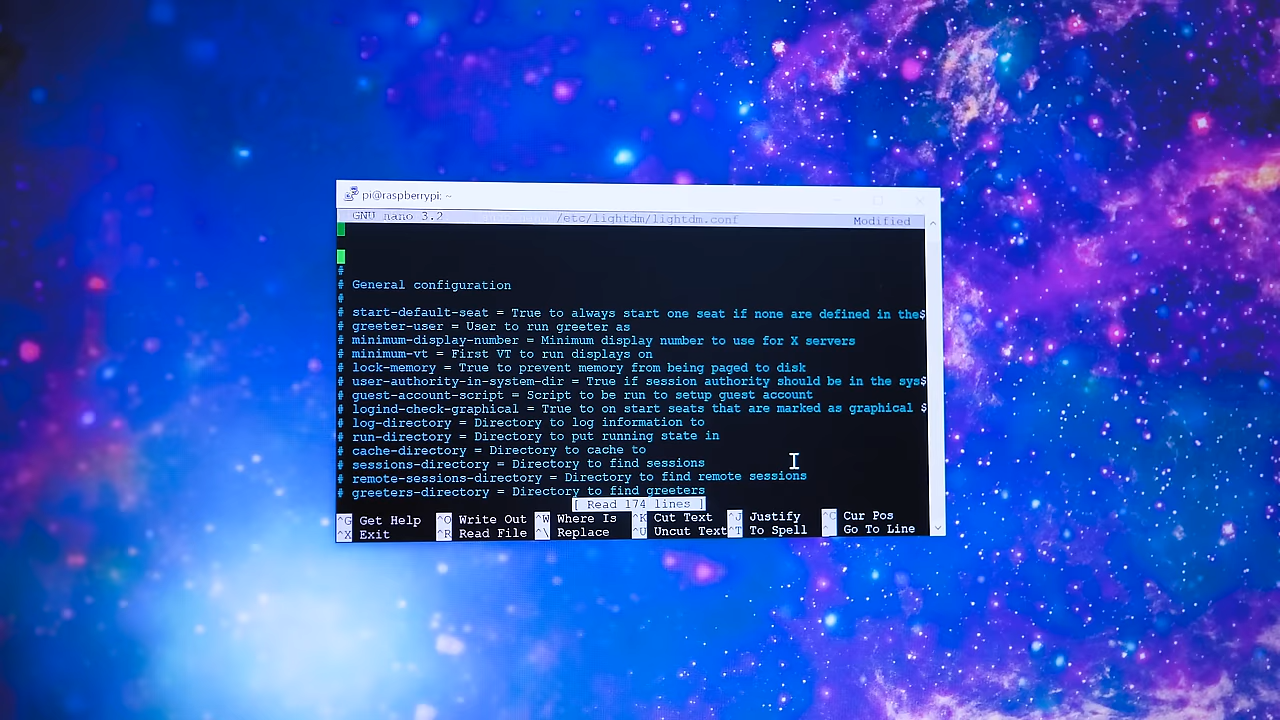 pi@raspberrypi: ~
GNU nano 3.2 /etc/lightdm/lightdm.conf Modified
#
# General configuration
#
# start-default-seat = True to always start one seat if none are defined in the$
# greeter-user = User to run greeter as
# minimum-display-number = Minimum display number to use for X servers
# minimum-vt = First VT to run displays on
# lock-memory = True to prevent memory from being paged to disk
# user-authority-in-system-dir = True if session authority should be in the sys$
# guest-account-script = Script to be run to setup guest account
# logind-check-graphical = True to on start seats that are marked as graphical $
# log-directory = Directory to log information to
# run-directory = Directory to put running state in
# cache-directory = Directory to cache to
# sessions-directory = Directory to find sessions
# remote-sessions-directory = Directory to find remote sessions
# greeters-directory = Directory to find greeters
[ Read 174 lines ]
^G Get Help ^O Write Out ^W Where Is ^K Cut Text ^J Justify ^C Cur Pos
^X Exit ^R Read File ^\ Replace ^U Uncut Text ^T To Spell Go To Line